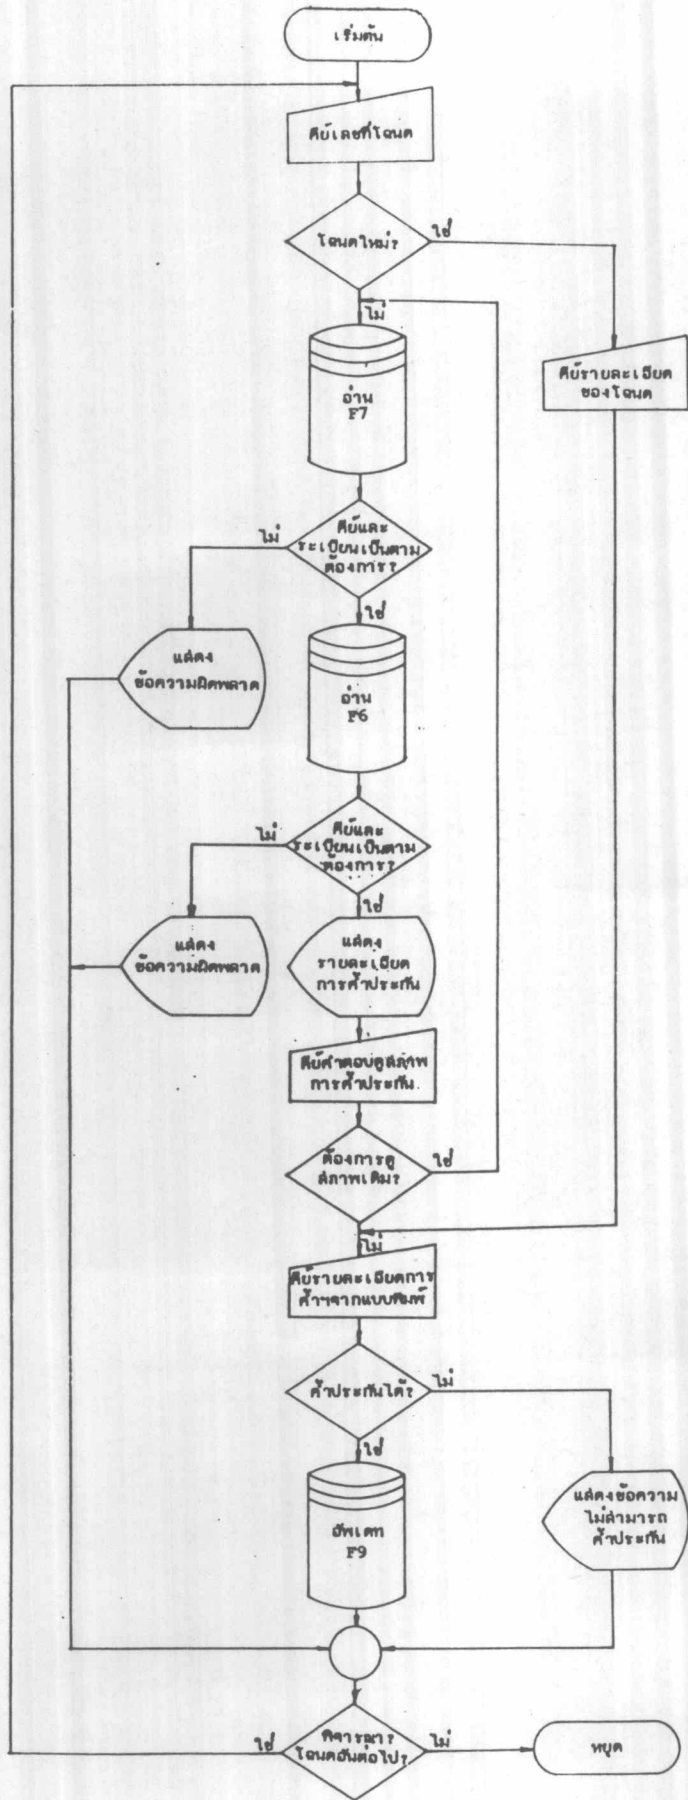 เริ่มต้น
คีย์เลขที่โฉนด
โฉนดใหม่?
ใช่
ไม่
อ่าน
F7
คีย์รายละเอียด
ของโฉนด
คีย์และ
ระเบียนเป็นตาม
ต้องการ?
ไม่
ใช่
แสดง
ข้อความผิดพลาด
อ่าน
F6
คีย์และ
ระเบียนเป็นตาม
ต้องการ?
ไม่
ใช่
แสดง
ข้อความผิดพลาด
แสดง
รายละเอียด
การค้ำประกัน
คีย์คำตอบดูสภาพ
การค้ำประกัน
ต้องการดู
สภาพเดิม?
ใช่
ไม่
คีย์รายละเอียดการ
ค้ำฯจากแบบพิมพ์
ค้ำประกันได้?
ไม่
ใช่
อัพเดท
F9
แสดงข้อความ
ไม่สามารถ
ค้ำประกัน
พิจารณา?
โฉนดอันต่อไป?
ใช่
ไม่
หยุด